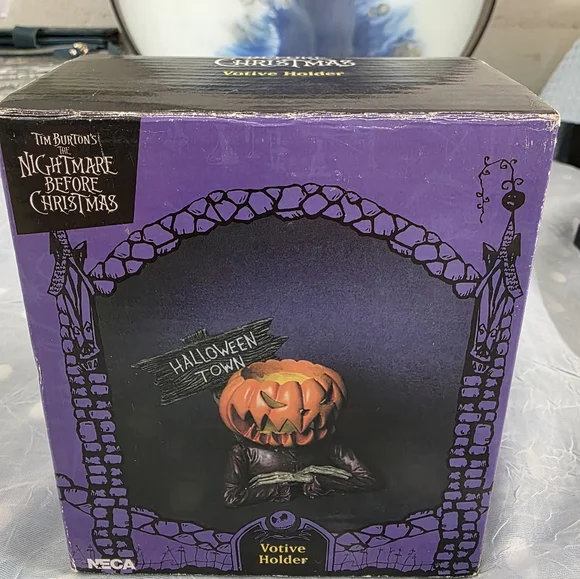 CHRISTMAS
Votive Holder
TIM BURTON'S
THE
NIGHTMARE
BEFORE
CHRISTMAS
HALLOWEEN
TOWN
Votive
Holder
NECA